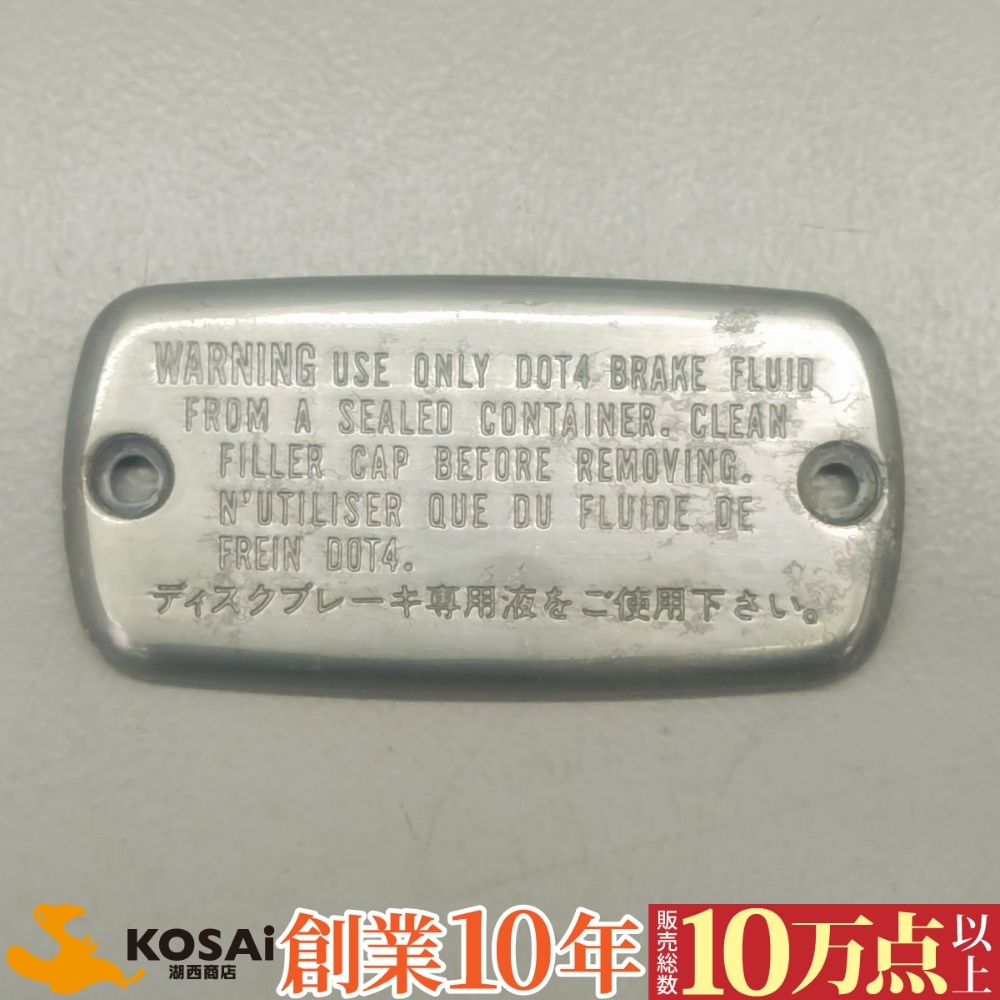 WARNING USE ONLY DOT4 BRAKE FLUID
FROM A SEALED CONTAINER. CLEAN
FILLER CAP BEFORE REMOVING.
N'UTILISER QUE DU FLUIDE DE
FREIN DOT4.
ディスクブレーキ専用液をご使用下さい。
KOSAi
湖西商店
創業10年
販売総数
10万点以上